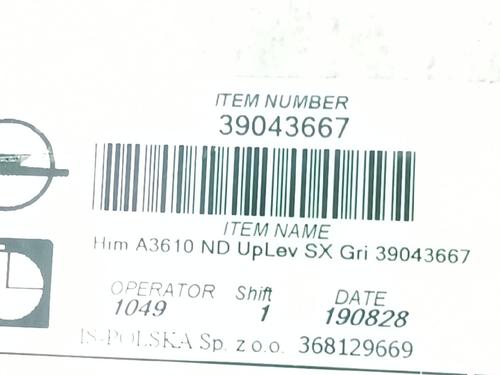 ITEM NUMBER
39043667
ITEM NAME
Him A3610 ND UpLev SX Gri 39043667
OPERATOR Shift DATE
1049 1 190828
IS-POLSKA Sp. z o.o. 368129669